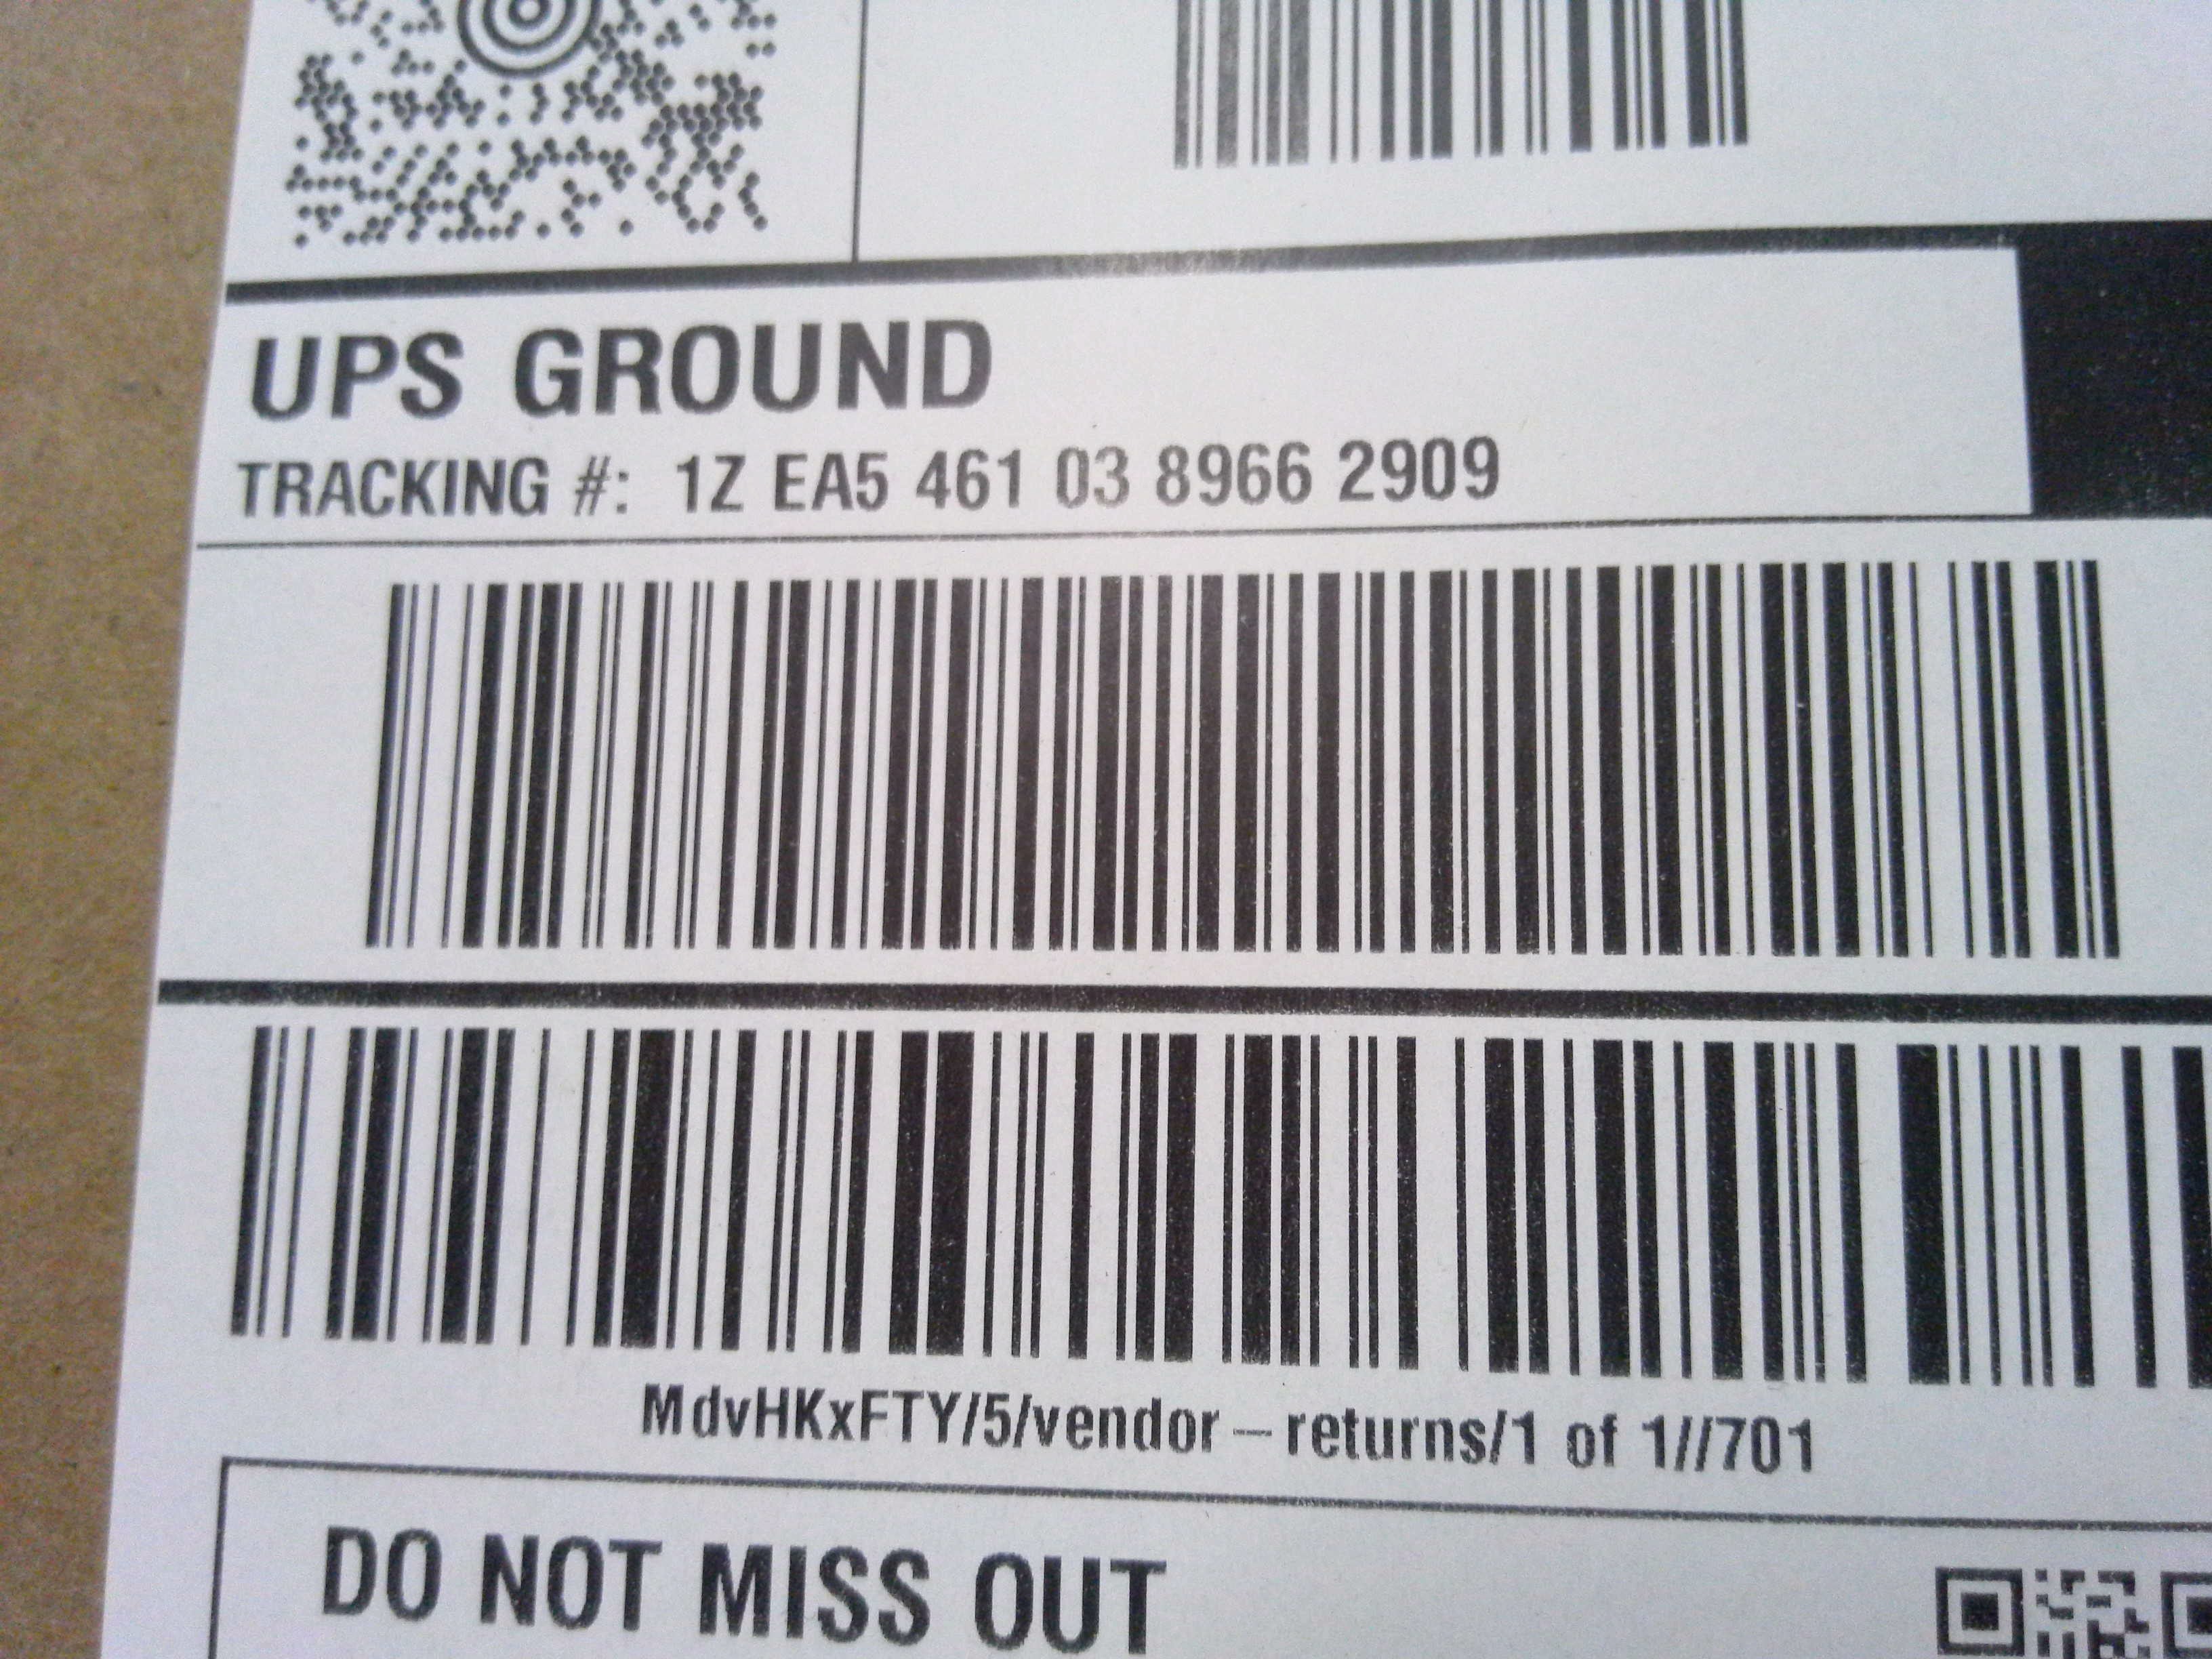 UPS GROUND
TRACKING #: 1Z EA5 461 03 8966 2909
MdvHKxFTY/5/vendor-returns/1 of 1//701
DO NOT MISS OUT